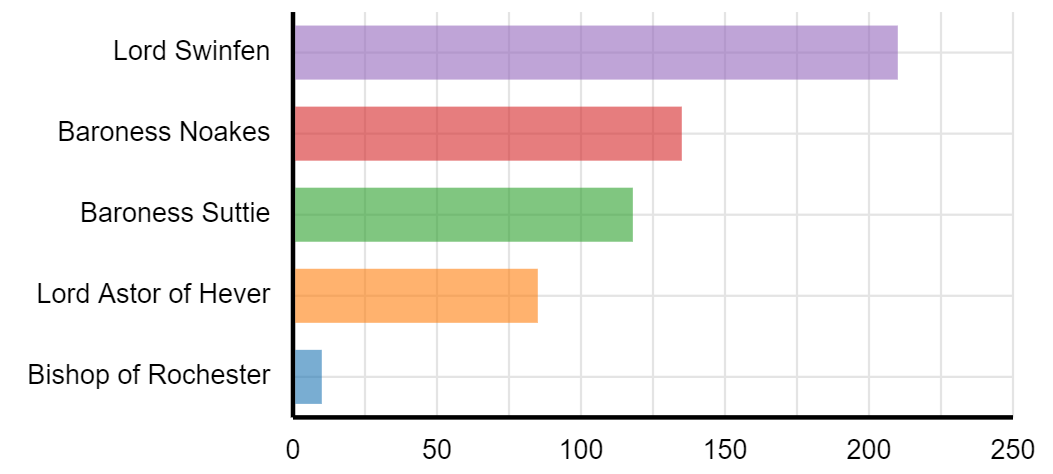 Lord Swinfen
Baroness Noakes
Baroness Suttie
Lord Astor of Hever
Bishop of Rochester
0 50 100 150 200 250